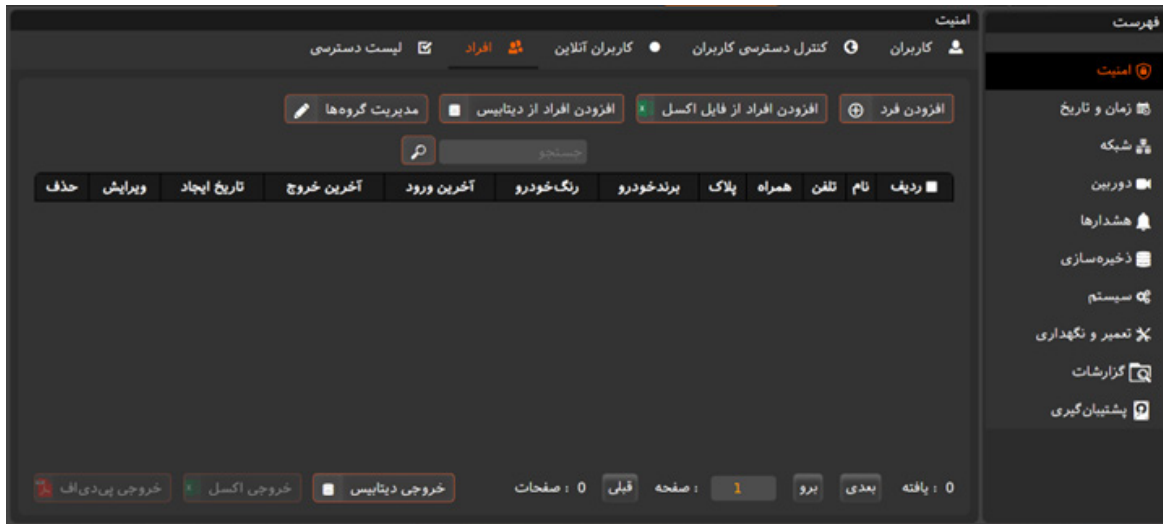 فهرست
امنیت
زمان و تاریخ
شبکه
دوربین
هشدارها
ذخیره‌سازی
سیستم
تعمیر و نگهداری
گزارشات
پشتیبان‌گیری
امنیت
کاربران کنترل دسترسی کاربران کاربران آنلاین افراد لیست دسترسی
افزودن فرد افزودن افراد از فایل اکسل افزودن افراد از دیتابیس مدیریت گروه‌ها
جستجو
ردیف نام تلفن همراه پلاک برندخودرو رنگ‌خودرو آخرین ورود آخرین خروج تاریخ ایجاد ویرایش حذف
0 : یافته بعدی برو 1 : صفحه قبلی 0 : صفحات خروجی دیتابیس خروجی اکسل خروجی پی‌دی‌اف